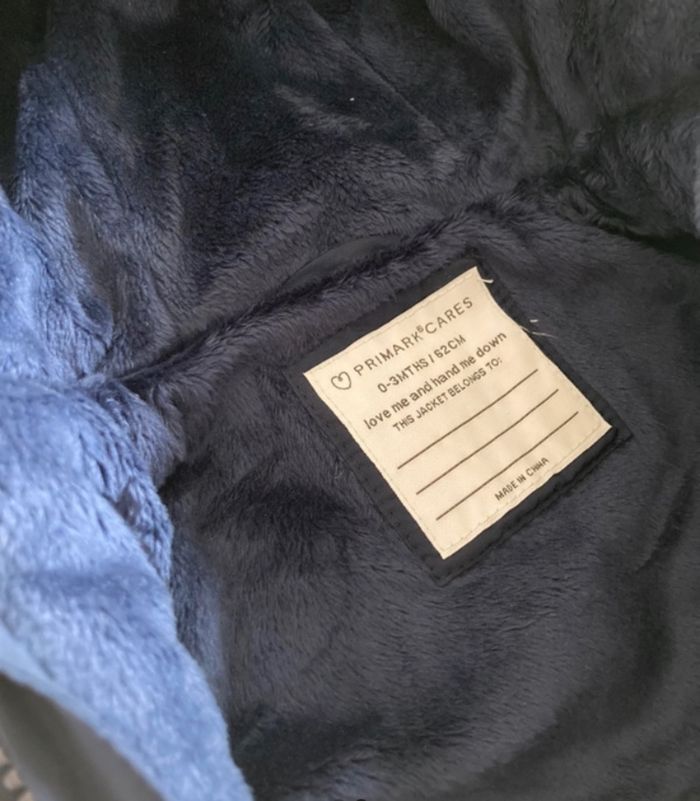 PRIMARK® CARES
0-3MTHS / 62CM
love me and hand me down
THIS JACKET BELONGS TO:
MADE IN CHINA